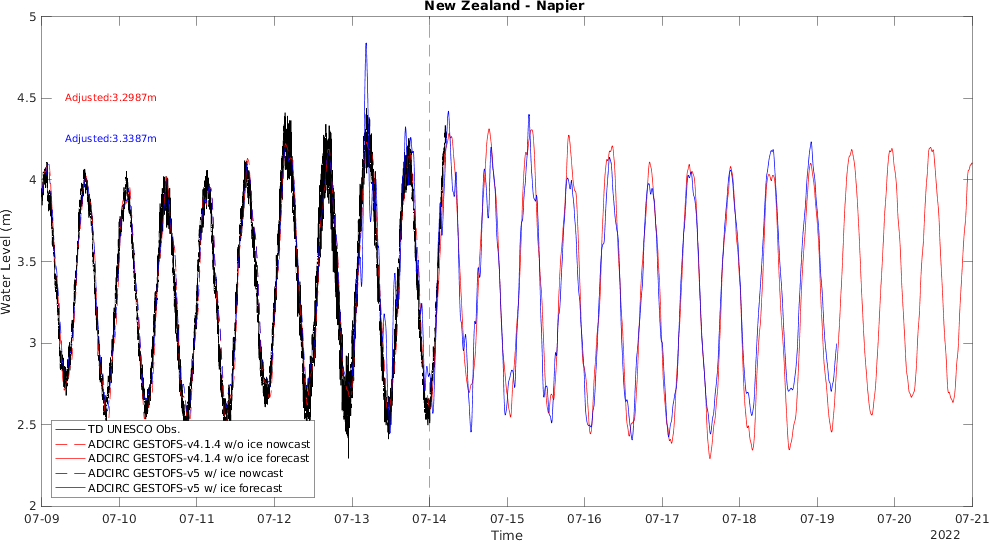 New Zealand - Napier
5
4.5
4
3.5
3
2.5
2
Water Level (m)
Adjusted:3.2987m
Adjusted:3.3387m
TD UNESCO Obs.
ADCIRC GESTOFS-v4.1.4 w/o ice nowcast
ADCIRC GESTOFS-v4.1.4 w/o ice forecast
ADCIRC GESTOFS-v5 w/ ice nowcast
ADCIRC GESTOFS-v5 w/ ice forecast
07-09 07-10 07-11 07-12 07-13 07-14 07-15 07-16 07-17 07-18 07-19 07-20 07-21
Time
2022